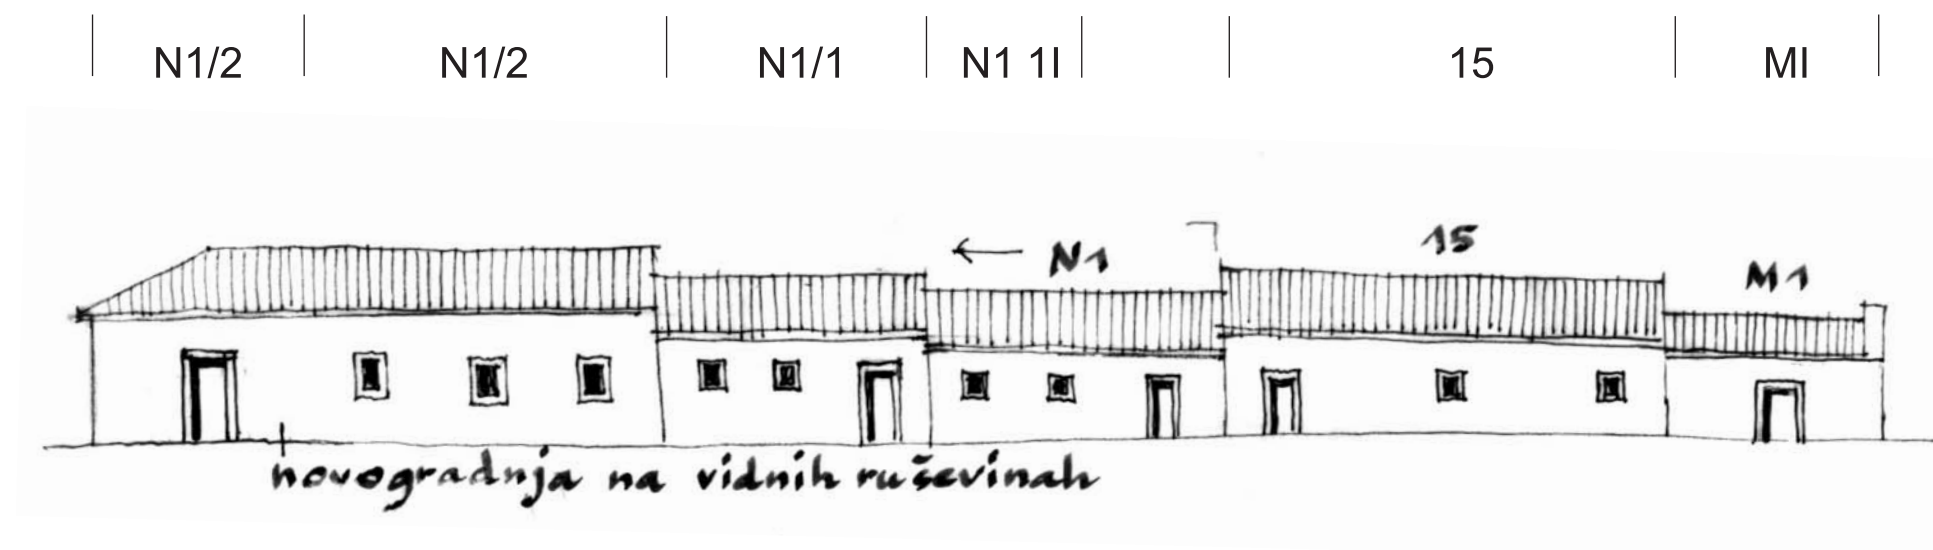 N1/2 N1/2 N1/1 N1 1I 15 MI
← N1 15 M1
novogradnja na vidnih ruševinah